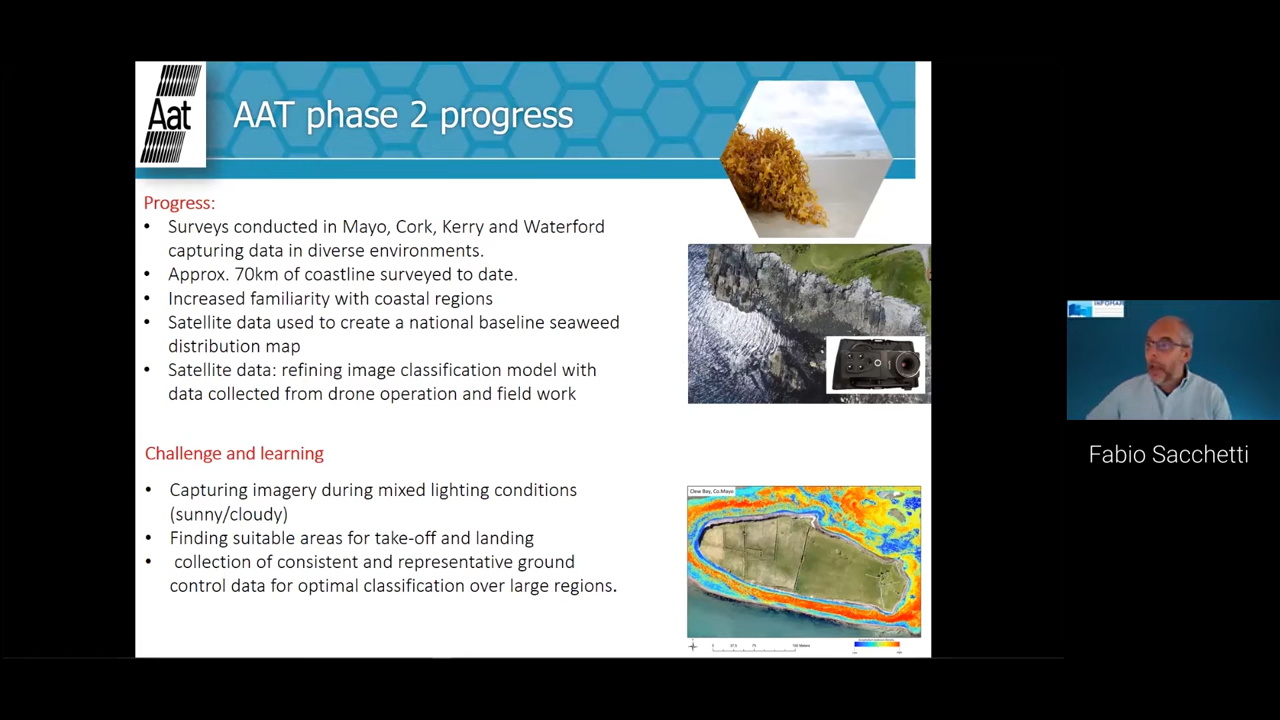 Aat
AAT phase 2 progress
Progress:
• Surveys conducted in Mayo, Cork, Kerry and Waterford
capturing data in diverse environments.
• Approx. 70km of coastline surveyed to date.
• Increased familiarity with coastal regions
• Satellite data used to create a national baseline seaweed
distribution map
• Satellite data: refining image classification model with
data collected from drone operation and field work
Challenge and learning
• Capturing imagery during mixed lighting conditions
(sunny/cloudy)
• Finding suitable areas for take-off and landing
• collection of consistent and representative ground
control data for optimal classification over large regions.
Clew Bay, Co.Mayo
Fabio Sacchetti